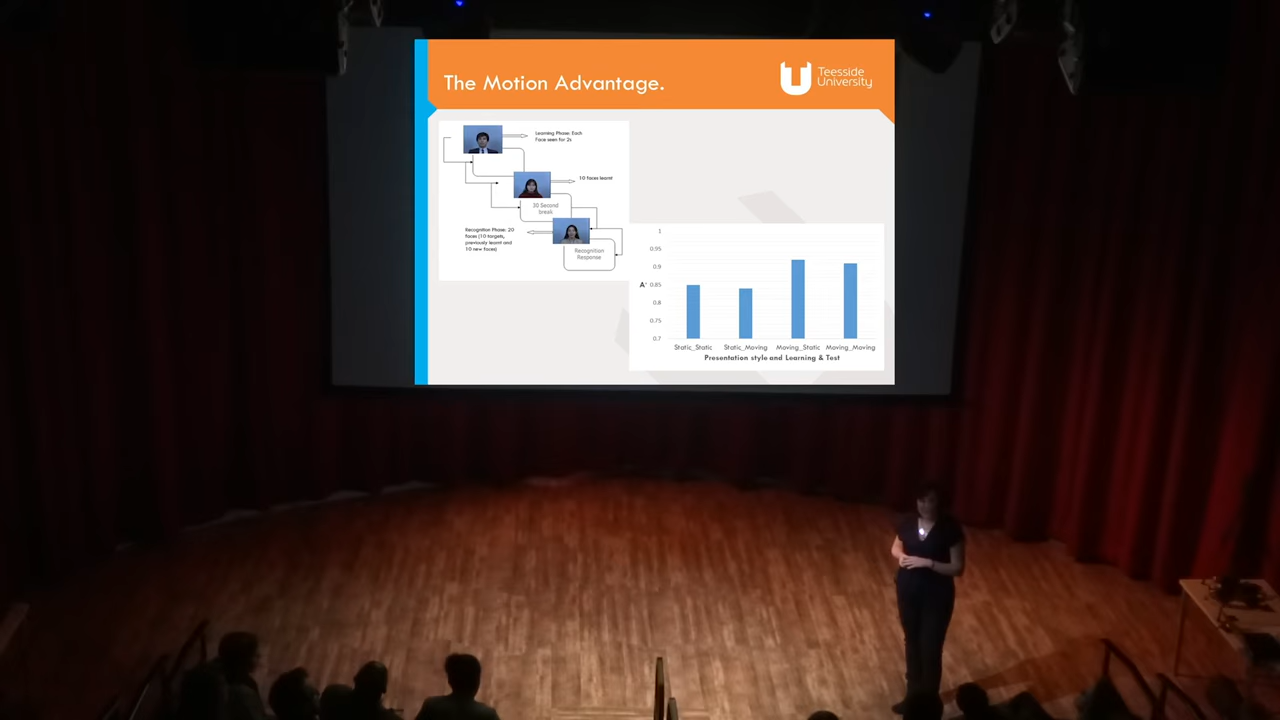 The Motion Advantage.
Teesside
University
Learning Phase: Each
Face seen for 2s
10 faces learnt
30 Second
break
Recognition Phase: 20
faces (10 targets,
previously learnt and
10 new faces)
Recognition
Response
1
0.95
0.9
A' 0.85
0.8
0.75
0.7
Static_Static Static_Moving Moving_Static Moving_Moving
Presentation style and Learning & Test